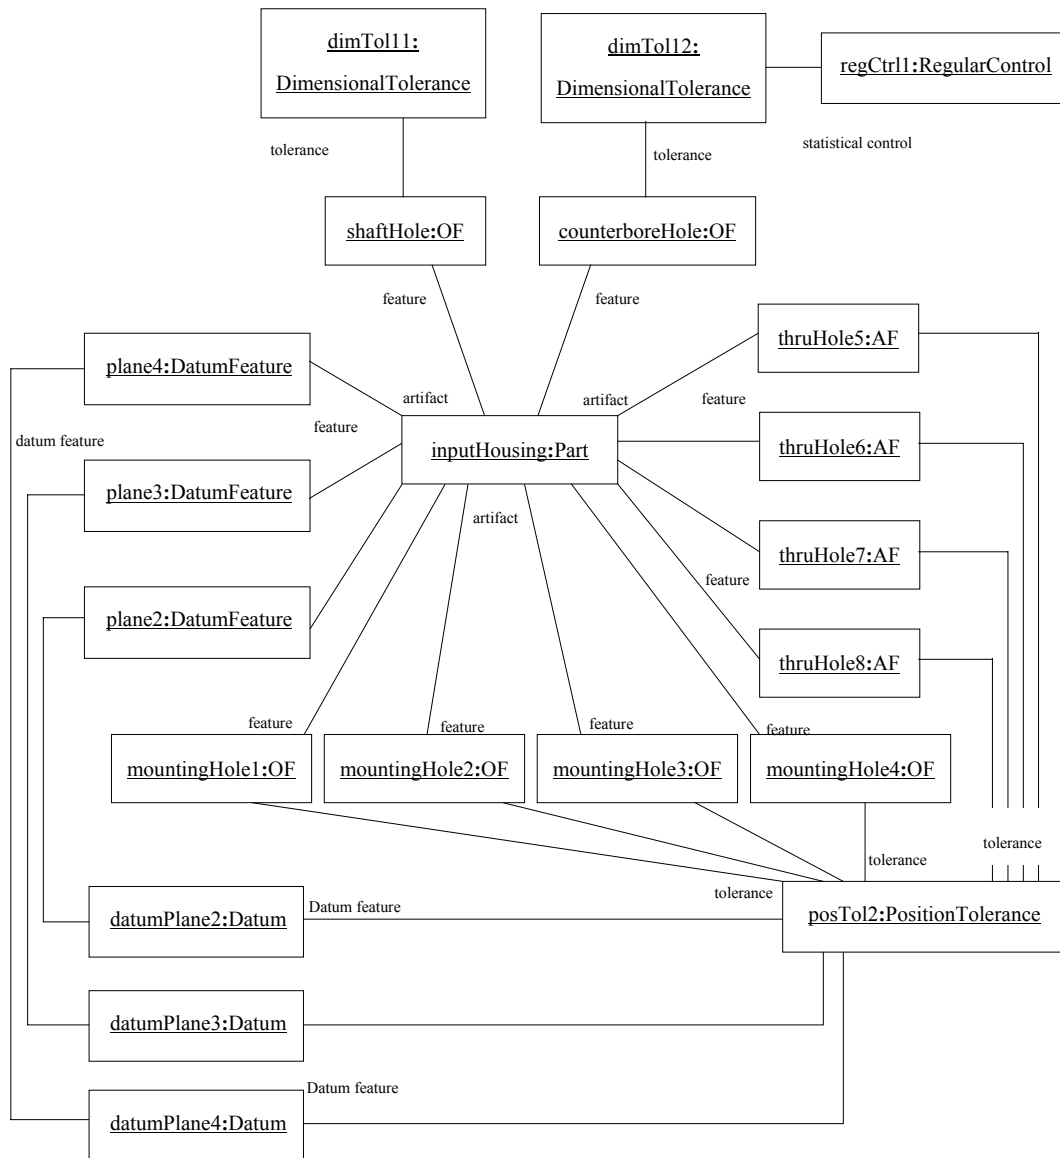 dimTol11:
DimensionalTolerance
dimTol12:
DimensionalTolerance
regCtrl1:RegularControl
tolerance
tolerance
statistical control
shaftHole:OF
counterboreHole:OF
feature
feature
plane4:DatumFeature
thruHole5:AF
artifact
artifact
feature
feature
datum feature
inputHousing:Part
thruHole6:AF
plane3:DatumFeature
artifact
thruHole7:AF
feature
plane2:DatumFeature
thruHole8:AF
feature
feature
feature
feature
mountingHole1:OF
mountingHole2:OF
mountingHole3:OF
mountingHole4:OF
tolerance
tolerance
tolerance
Datum feature
datumPlane2:Datum
posTol2:PositionTolerance
datumPlane3:Datum
Datum feature
datumPlane4:Datum